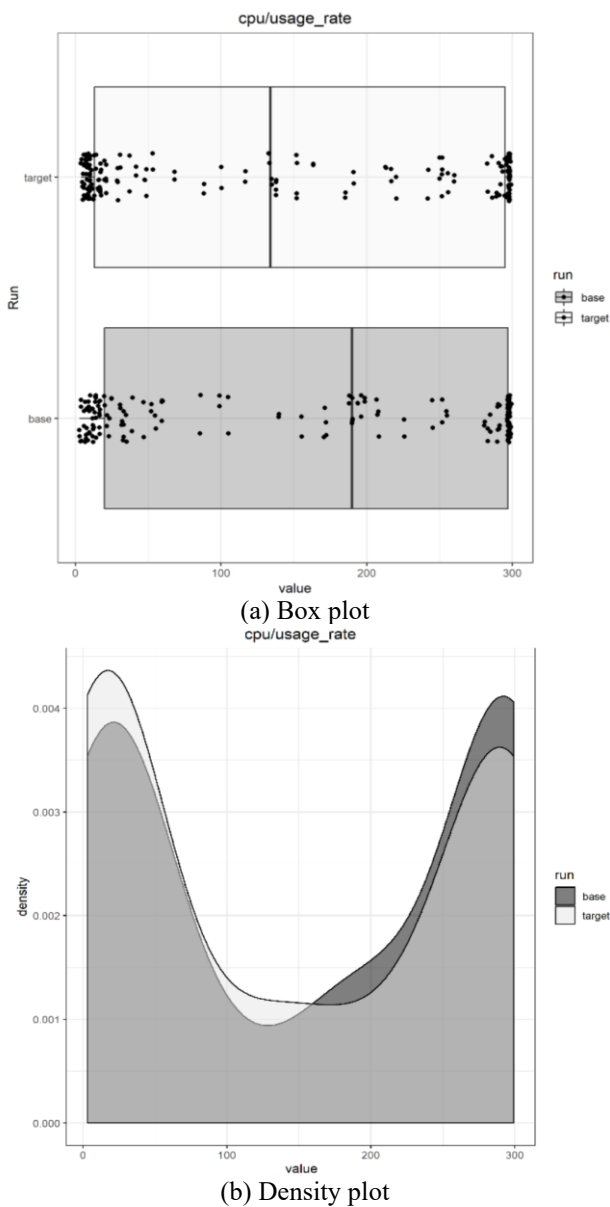 cpu/usage_rate
target
Run
base
run
base
target
0 100 200 300
value
(a) Box plot
cpu/usage_rate
0.004
0.003
density
0.002
0.001
0.000
run
base
target
0 100 200 300
value
(b) Density plot